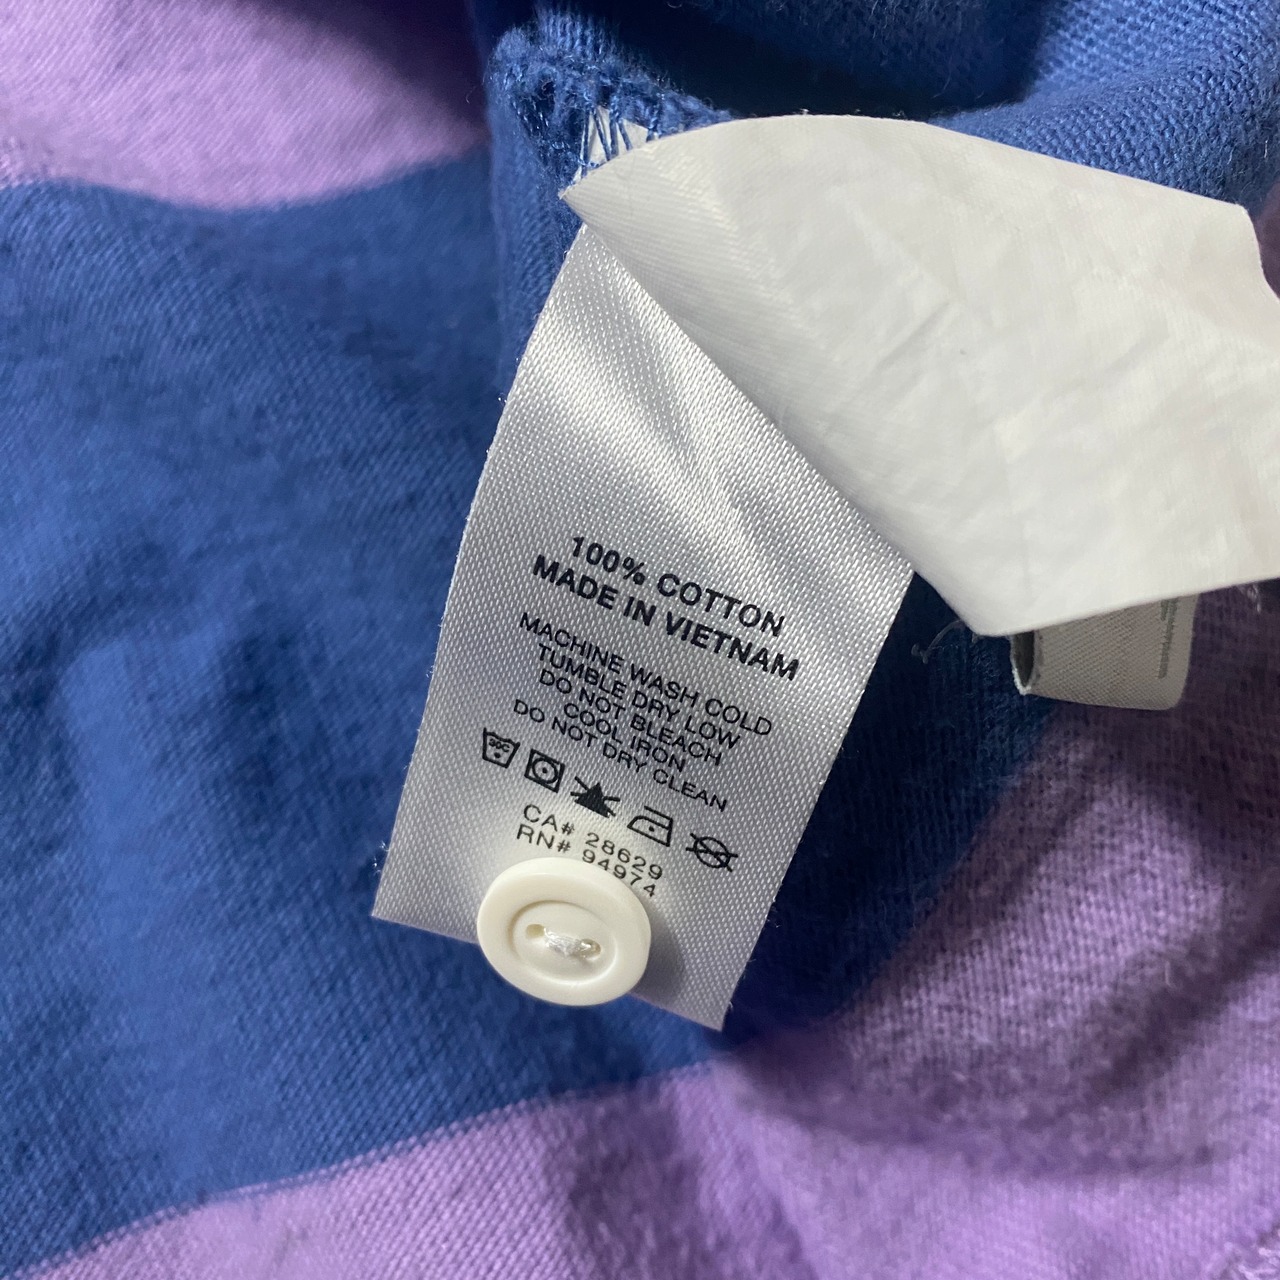 100% COTTON
MADE IN VIETNAM
MACHINE WASH COLD
TUMBLE DRY LOW
DO NOT BLEACH
COOL IRON
DO NOT DRY CLEAN
30C
CA# 28629
RN# 94974